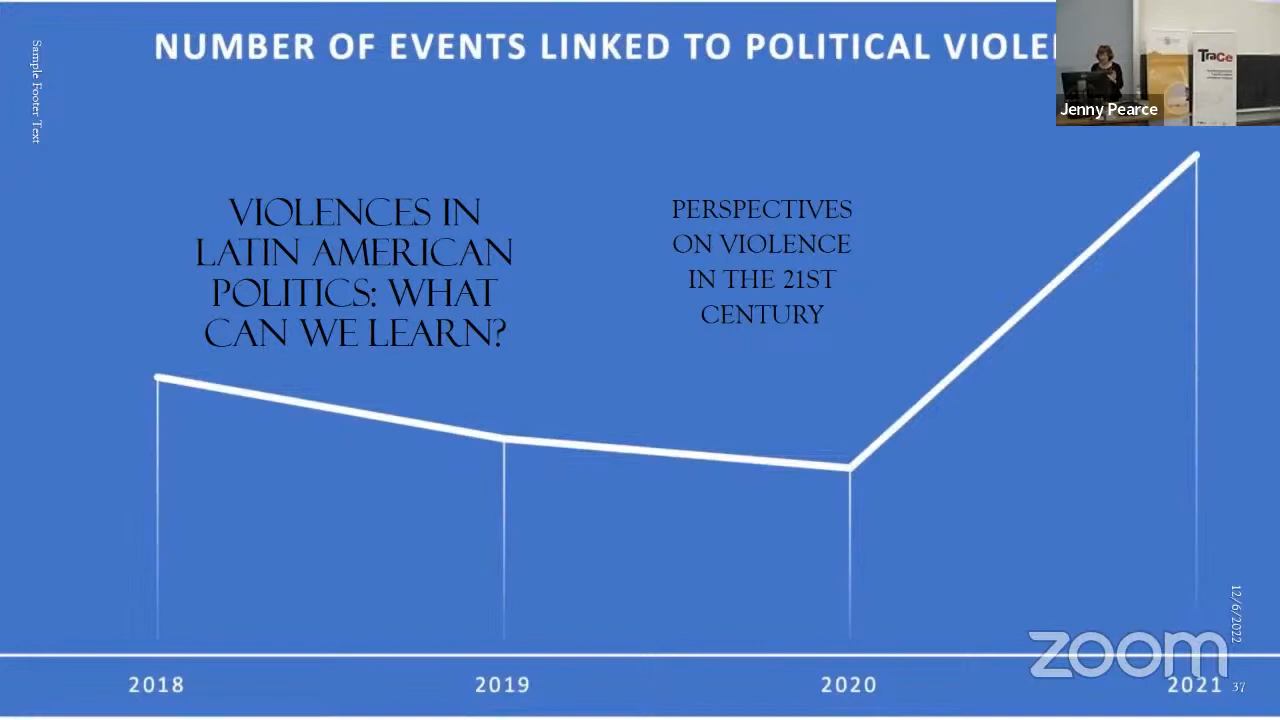 NUMBER OF EVENTS LINKED TO POLITICAL
Sample Footer Text
TraCe
Jenny Pearce
VIOLENCES IN
LATIN AMERICAN
POLITICS: WHAT
CAN WE LEARN?
PERSPECTIVES
ON VIOLENCE
IN THE 21ST
CENTURY
12/6/2022
zoom
2018
2019
2020
2021
37